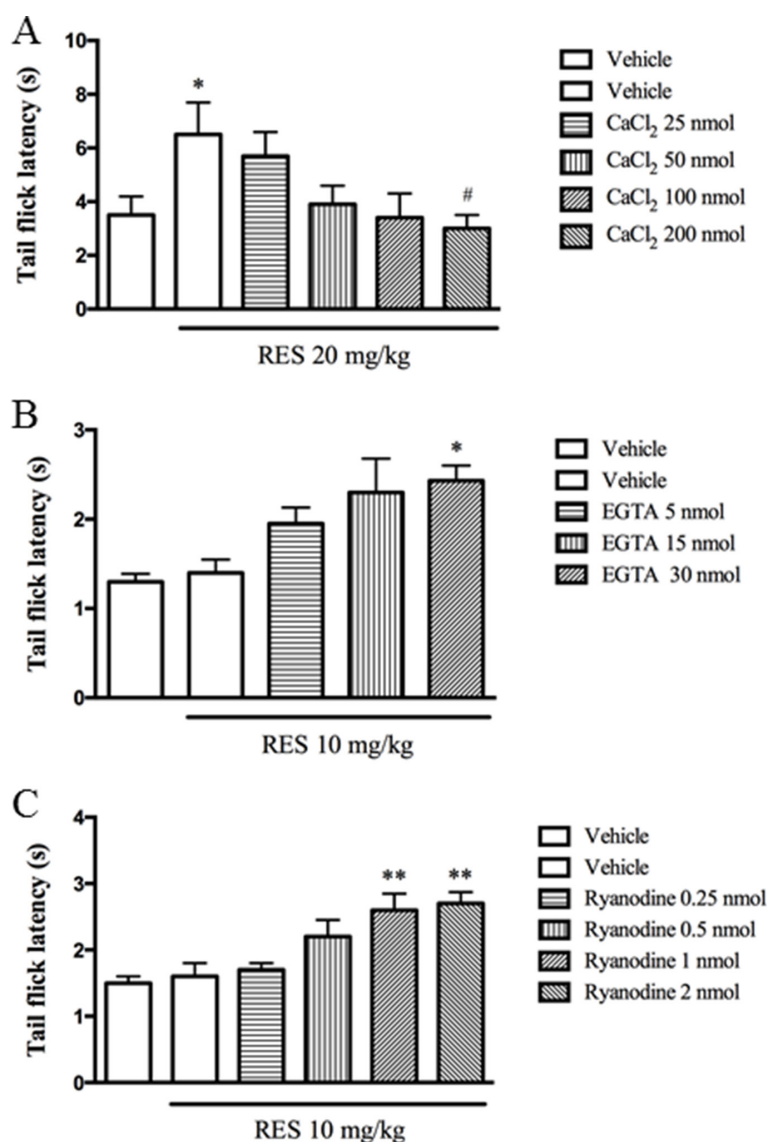 A
Tail flick latency (s)
10
8
6
4
2
0
*
#
RES 20 mg/kg
Vehicle
Vehicle
CaCl₂ 25 nmol
CaCl₂ 50 nmol
CaCl₂ 100 nmol
CaCl₂ 200 nmol
B
Tail flick latency (s)
3
2
1
0
*
RES 10 mg/kg
Vehicle
Vehicle
EGTA 5 nmol
EGTA 15 nmol
EGTA 30 nmol
C
Tail flick latency (s)
4
3
2
1
0
**
**
RES 10 mg/kg
Vehicle
Vehicle
Ryanodine 0.25 nmol
Ryanodine 0.5 nmol
Ryanodine 1 nmol
Ryanodine 2 nmol